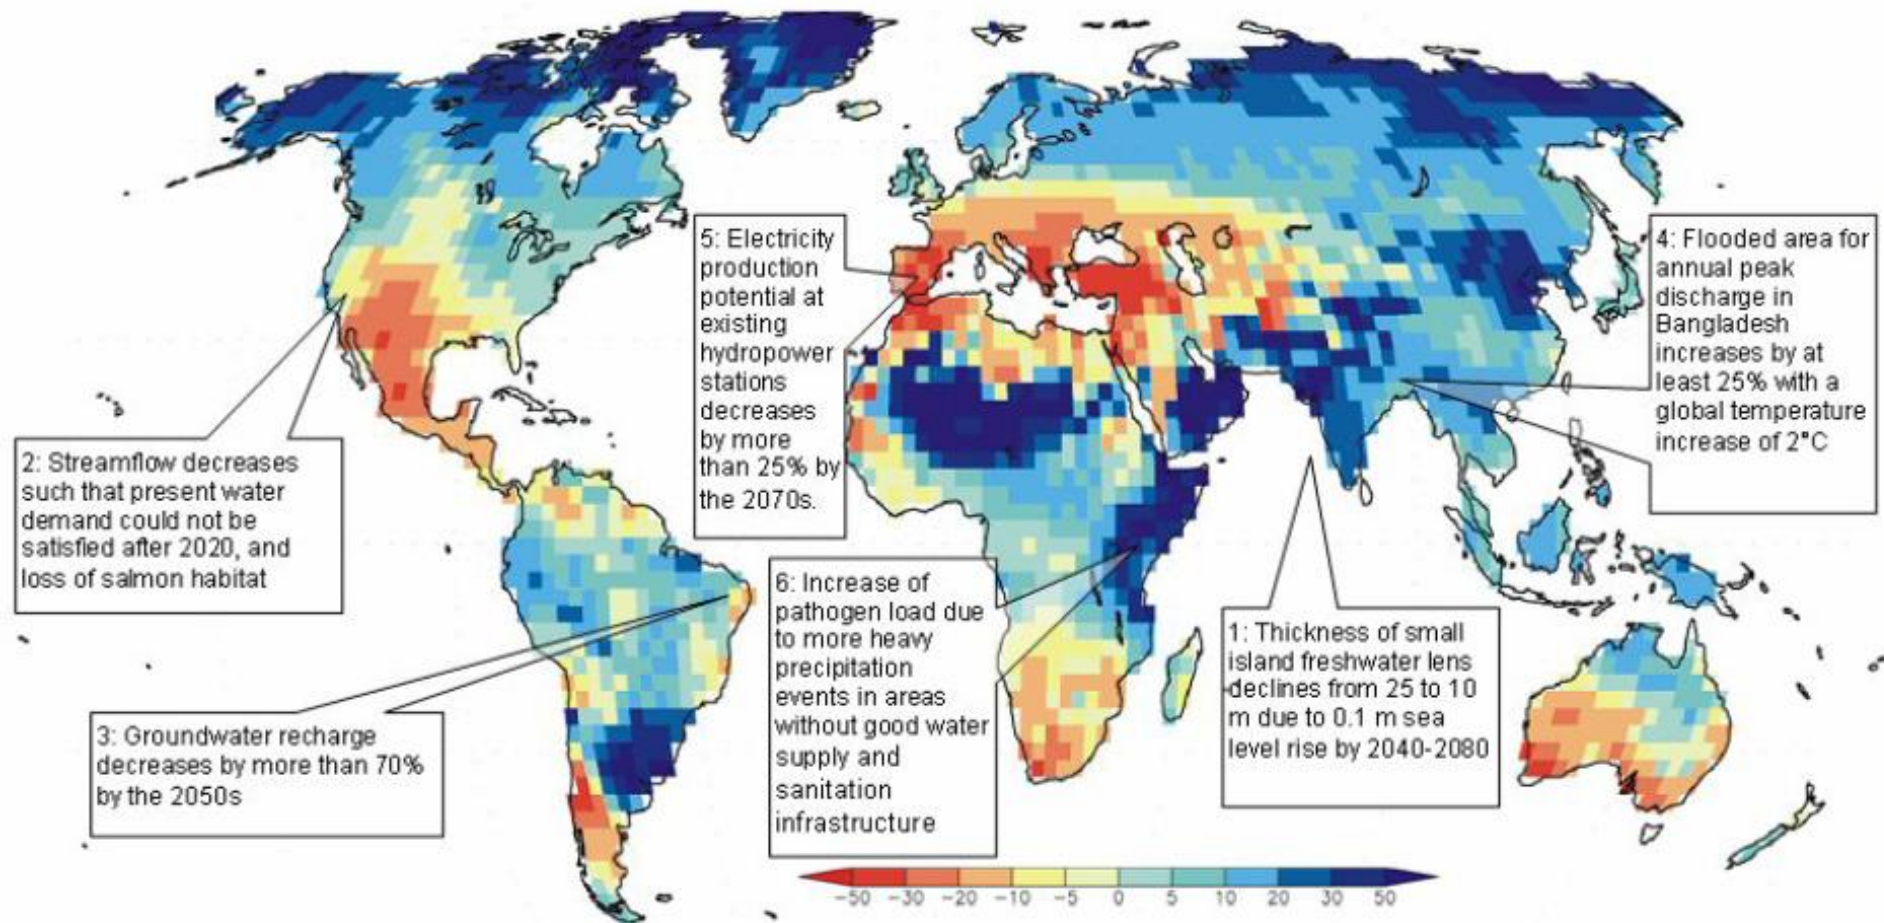 5: Electricity
production
potential at
existing
hydropower
stations
decreases
by more
than 25% by
the 2070s.
4: Flooded area for
annual peak
discharge in
Bangladesh
increases by at
least 25% with a
global temperature
increase of 2°C
2: Streamflow decreases
such that present water
demand could not be
satisfied after 2020, and
loss of salmon habitat
6: Increase of
pathogen load due
to more heavy
precipitation
events in areas
without good water
supply and
sanitation
infrastructure
1: Thickness of small
island freshwater lens
declines from 25 to 10
m due to 0.1 m sea
level rise by 2040-2080
3: Groundwater recharge
decreases by more than 70%
by the 2050s
−50 −30 −20 −10 −5 0 5 10 20 30 50